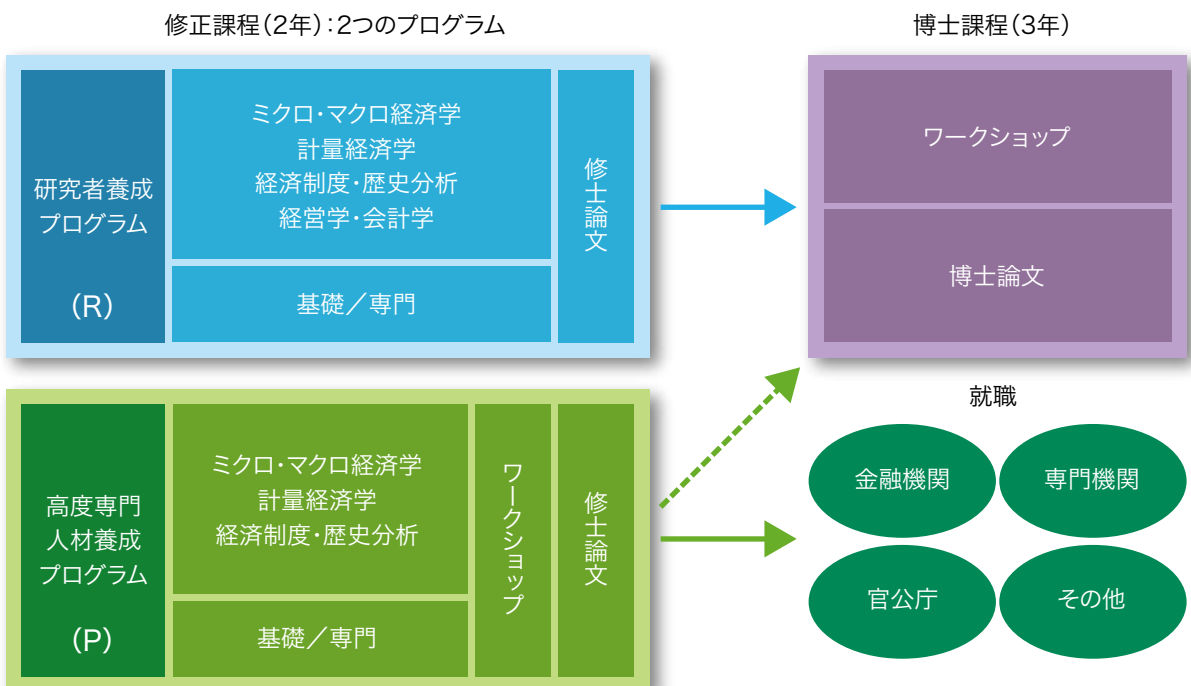 修正課程(2年):2つのプログラム
博士課程(3年)
研究者養成
プログラム
(R)
ミクロ・マクロ経済学
計量経済学
経済制度・歴史分析
経営学・会計学
基礎／専門
修士論文
ワークショップ
博士論文
高度専門
人材養成
プログラム
(P)
ミクロ・マクロ経済学
計量経済学
経済制度・歴史分析
基礎／専門
ワークショップ
修士論文
就職
金融機関
専門機関
官公庁
その他